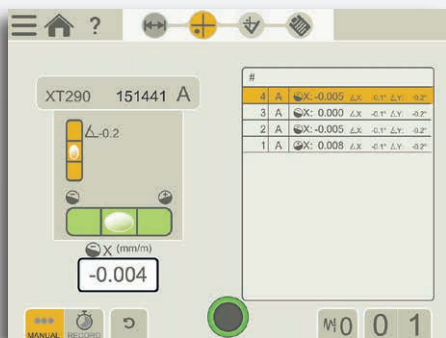 ?
#
XT290 151441 A
∠-0.2
X (mm/m)
-0.004
4 A X: -0.005 ∠X: -0.1° ∠Y: -0.2°
3 A X: 0.000 ∠X: -0.1° ∠Y: -0.2°
2 A X: -0.005 ∠X: -0.1° ∠Y: -0.2°
1 A X: 0.008 ∠X: -0.1° ∠Y: -0.2°
MANUAL RECORD
0 0 1